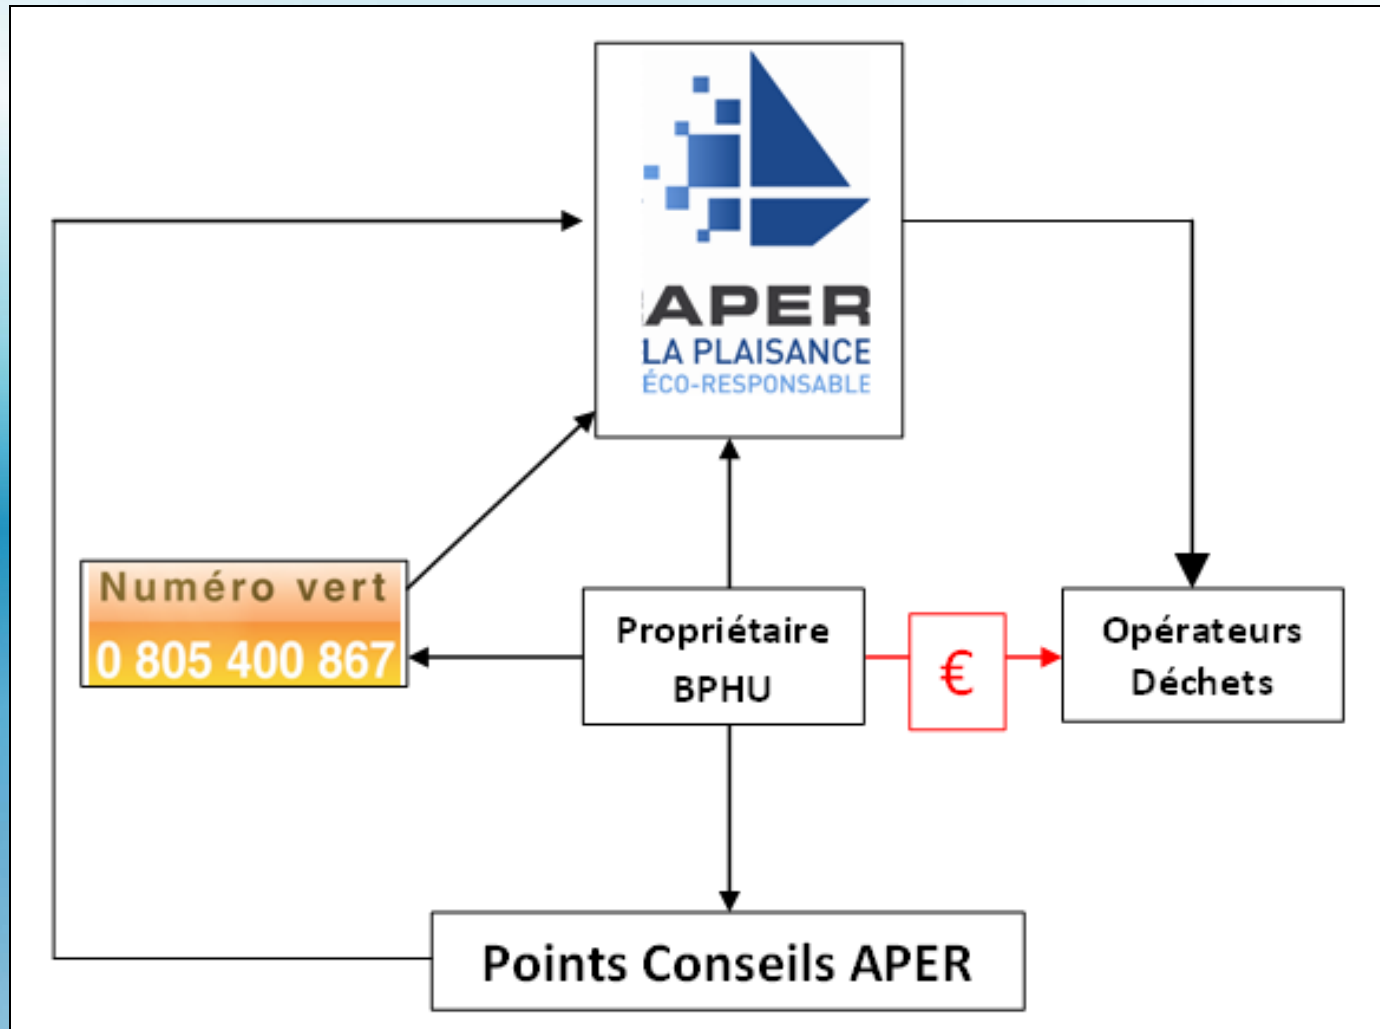 APER
LA PLAISANCE
ÉCO-RESPONSABLE
Numéro vert
0 805 400 867
Propriétaire
BPHU
€
Opérateurs
Déchets
Points Conseils APER